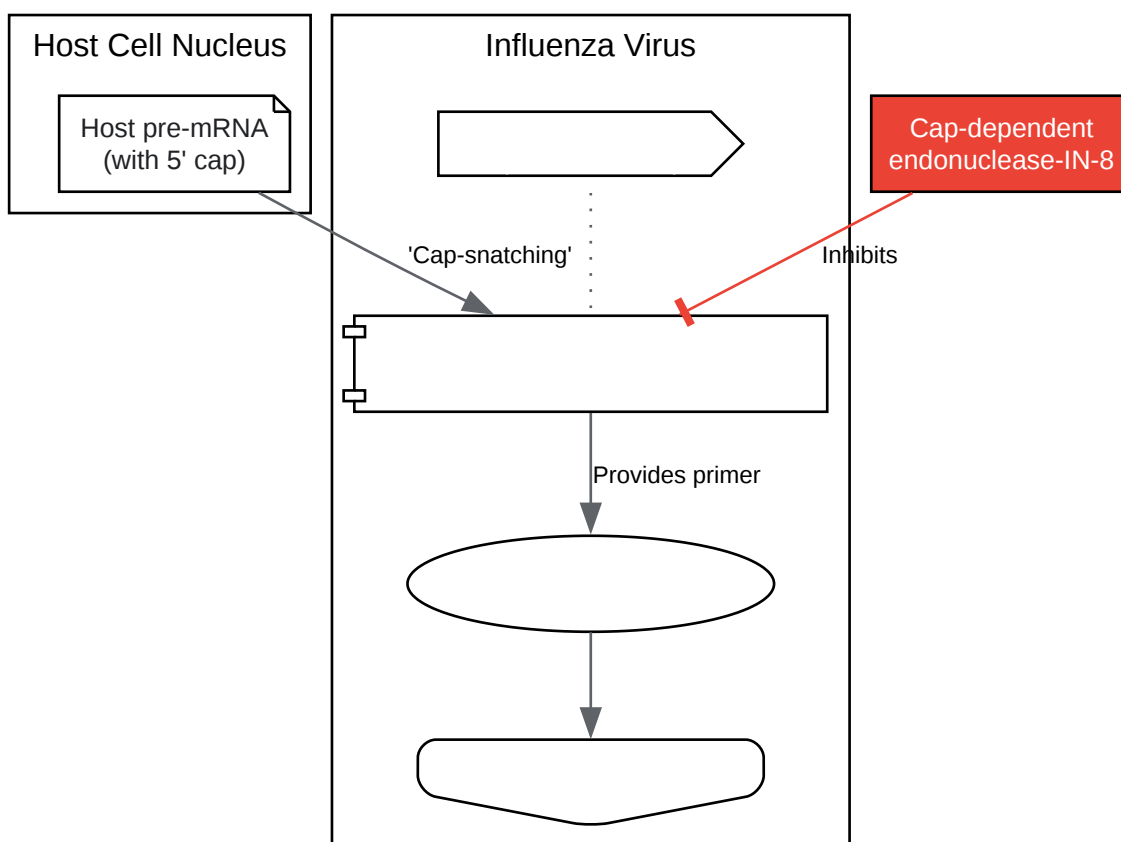 Host Cell Nucleus
Influenza Virus
Host pre-mRNA
(with 5' cap)
Cap-dependent
endonuclease-IN-8
'Cap-snatching'
Inhibits
Provides primer